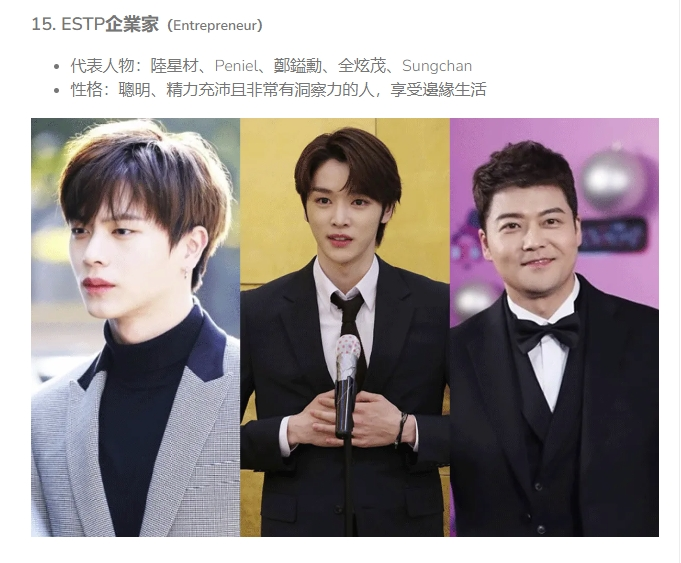 15. ESTP企業家（Entrepreneur）
代表人物：陸星材、Peniel、鄭鎰勳、全炫茂、Sungchan
性格：聰明、精力充沛且非常有洞察力的人，享受邊緣生活